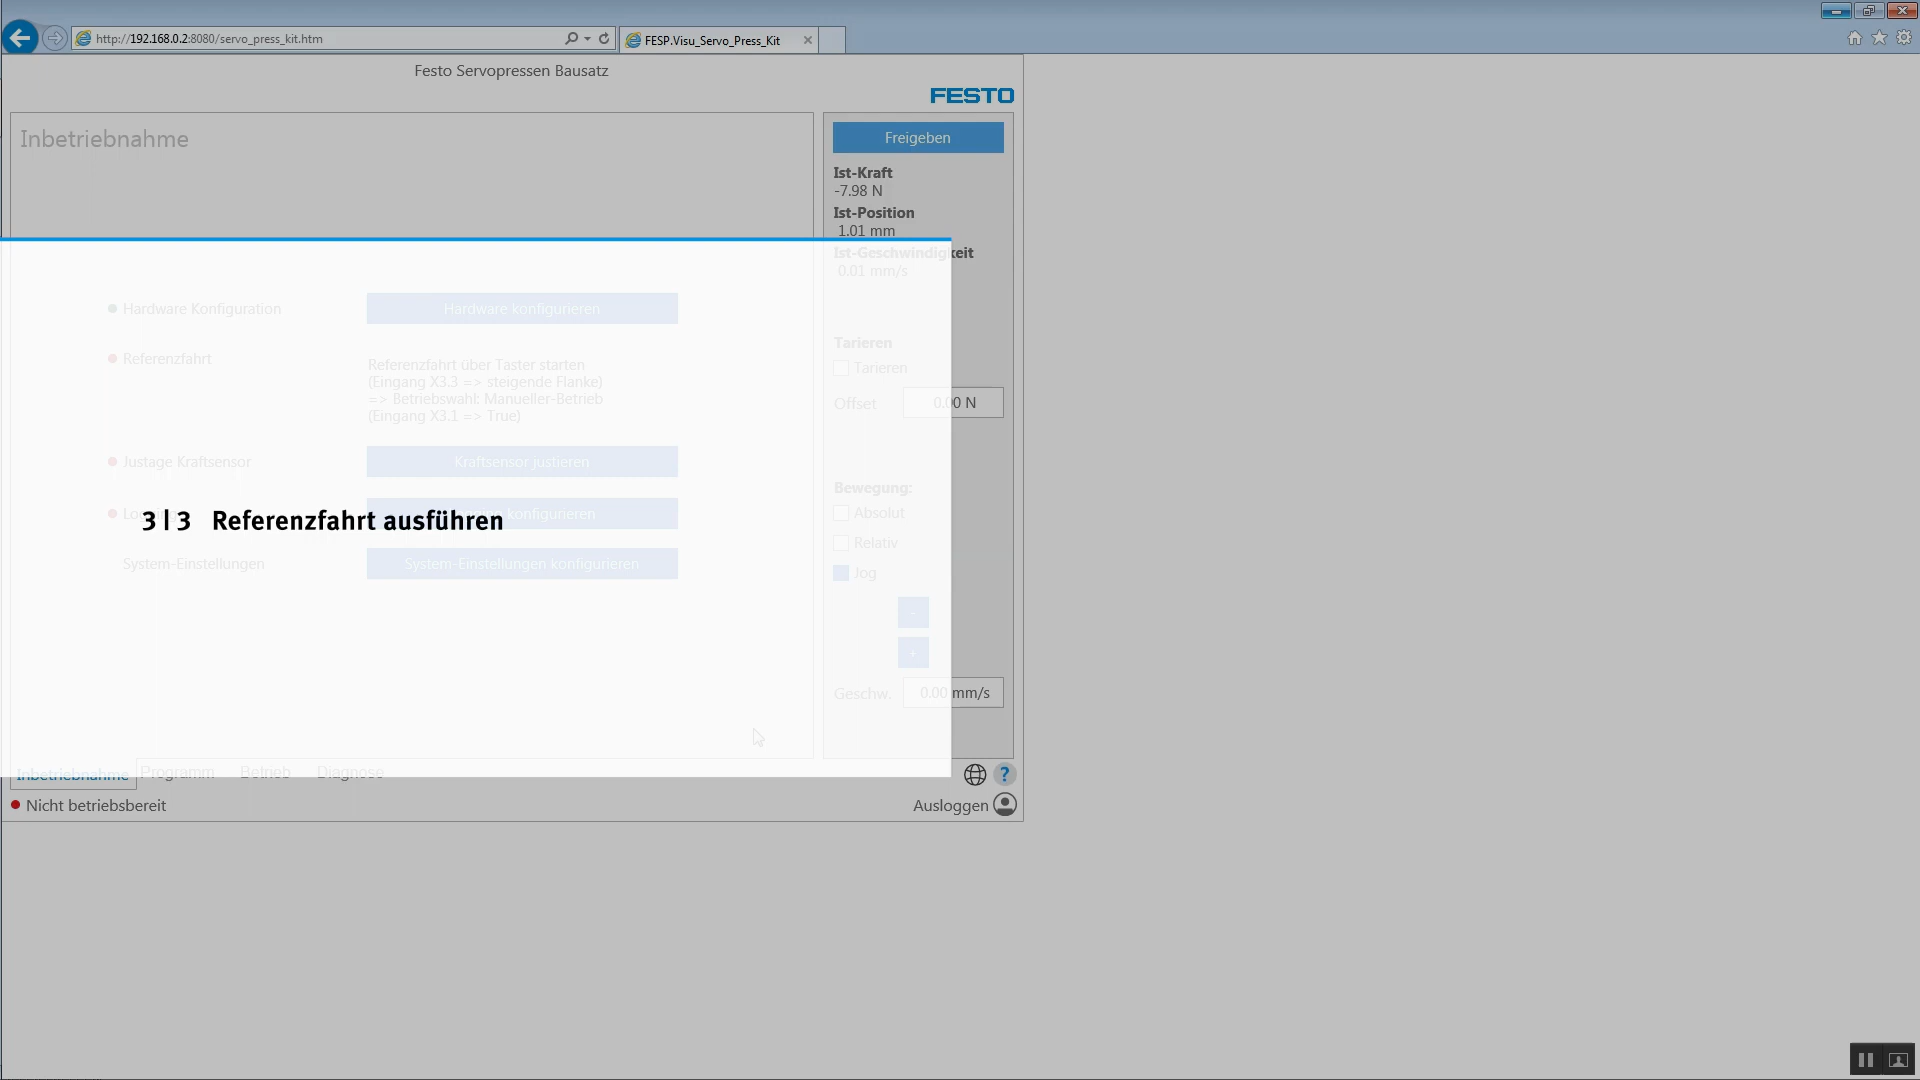 http://192.168.0.2:8080/servo_press_kit.htm
FESP.Visu_Servo_Press_Kit
Festo Servopressen Bausatz
FESTO
Inbetriebnahme
Freigeben
Ist-Kraft
-7.98 N
Ist-Position
1.01 mm
Ist-Geschwindigkeit
0.01 mm/s
Hardware Konfiguration
Hardware konfigurieren
Referenzfahrt
Referenzfahrt über Taster starten
(Eingang X3.3 => steigende Flanke)
=> Betriebswahl: Manueller-Betrieb
(Eingang X3.1 => True)
Tarieren
Tarieren
Offset
0.00 N
Justage Kraftsensor
Kraftsensor justieren
3|3 Referenzfahrt ausführen
konfigurieren
System-Einstellungen
System-Einstellungen konfigurieren
Bewegung:
Absolut
Relativ
Jog
-
+
Geschw.
0.00 mm/s
Inbetriebnahme
Programm
Betrieb
Diagnose
?
Nicht betriebsbereit
Ausloggen